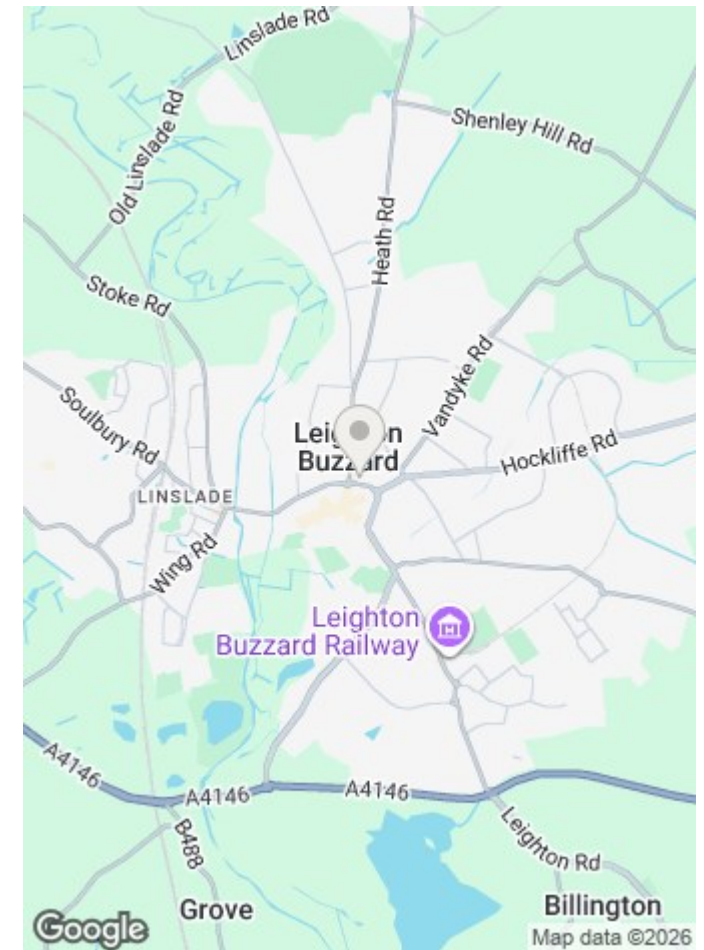 Linslade Rd
Shenley Hill Rd
Old Linslade Rd
Heath Rd
Stoke Rd
Vandyke Rd
Soulbury Rd
Leighton
Buzzard
Hockliffe Rd
LINSLADE
Wing Rd
Leighton
Buzzard Railway
A4146
A4146
A4146
B488
Leighton Rd
Grove
Billington
Google
Map data ©2026